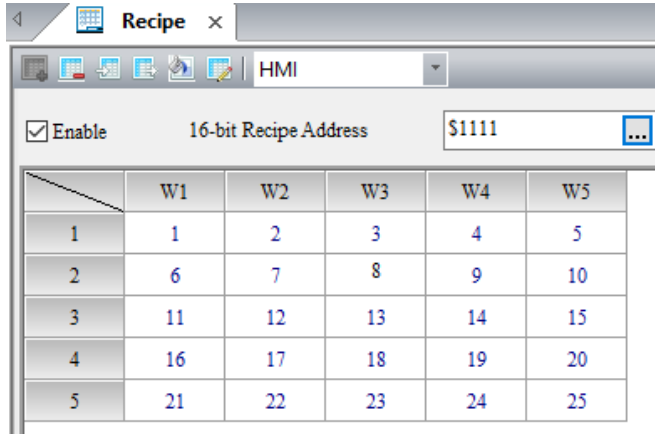 Recipe ×
HMI
Enable 16-bit Recipe Address $1111 ...
W1 W2 W3 W4 W5
1 1 2 3 4 5
2 6 7 8 9 10
3 11 12 13 14 15
4 16 17 18 19 20
5 21 22 23 24 25